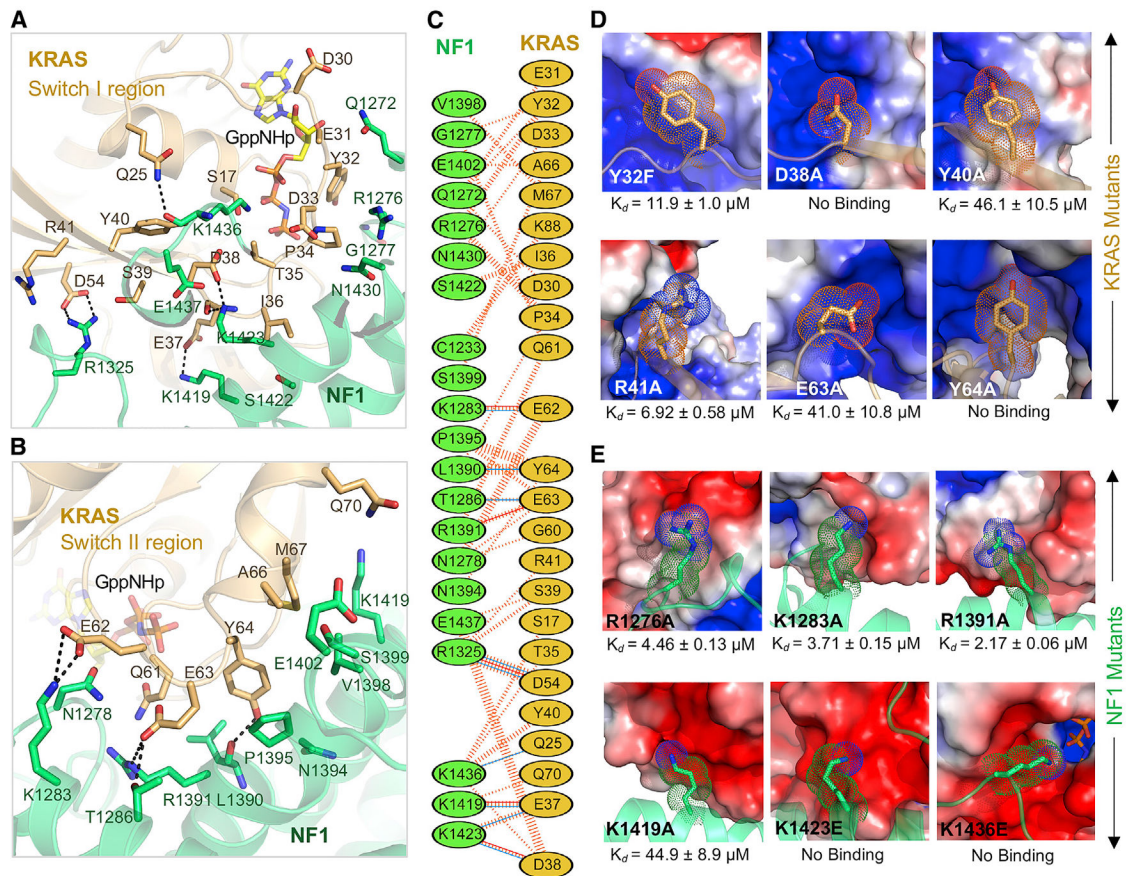 A
KRAS
Switch I region
D30
Q1272
GppNHp
E31
Y32
Q25
S17
D33
R1276
Y40
K1436
R41
P34
G1277
S39
D38
T35
D54
N1430
E1437
I36
E37
K1423
R1325
K1419
S1422
NF1
B
KRAS
Switch II region
Q70
M67
GppNHp
A66
E62
Y64
K1419
Q61
E63
E1402
S1399
N1278
V1398
P1395
N1394
K1283
R1391
L1390
T1286
NF1
C
NF1
KRAS
E31
V1398
Y32
G1277
D33
E1402
A66
Q1272
M67
R1276
K88
N1430
I36
S1422
D30
P34
C1233
Q61
S1399
K1283
E62
P1395
L1390
Y64
T1286
E63
R1391
G60
N1278
R41
N1394
S39
E1437
S17
R1325
T35
D54
Y40
Q25
K1436
Q70
K1419
E37
K1423
D38
D
Y32F
D38A
Y40A
Kd = 11.9 ± 1.0 μM
No Binding
Kd = 46.1 ± 10.5 μM
R41A
E63A
Y64A
Kd = 6.92 ± 0.58 μM
Kd = 41.0 ± 10.8 μM
No Binding
KRAS Mutants
E
R1276A
K1283A
R1391A
Kd = 4.46 ± 0.13 μM
Kd = 3.71 ± 0.15 μM
Kd = 2.17 ± 0.06 μM
K1419A
K1423E
K1436E
Kd = 44.9 ± 8.9 μM
No Binding
No Binding
NF1 Mutants